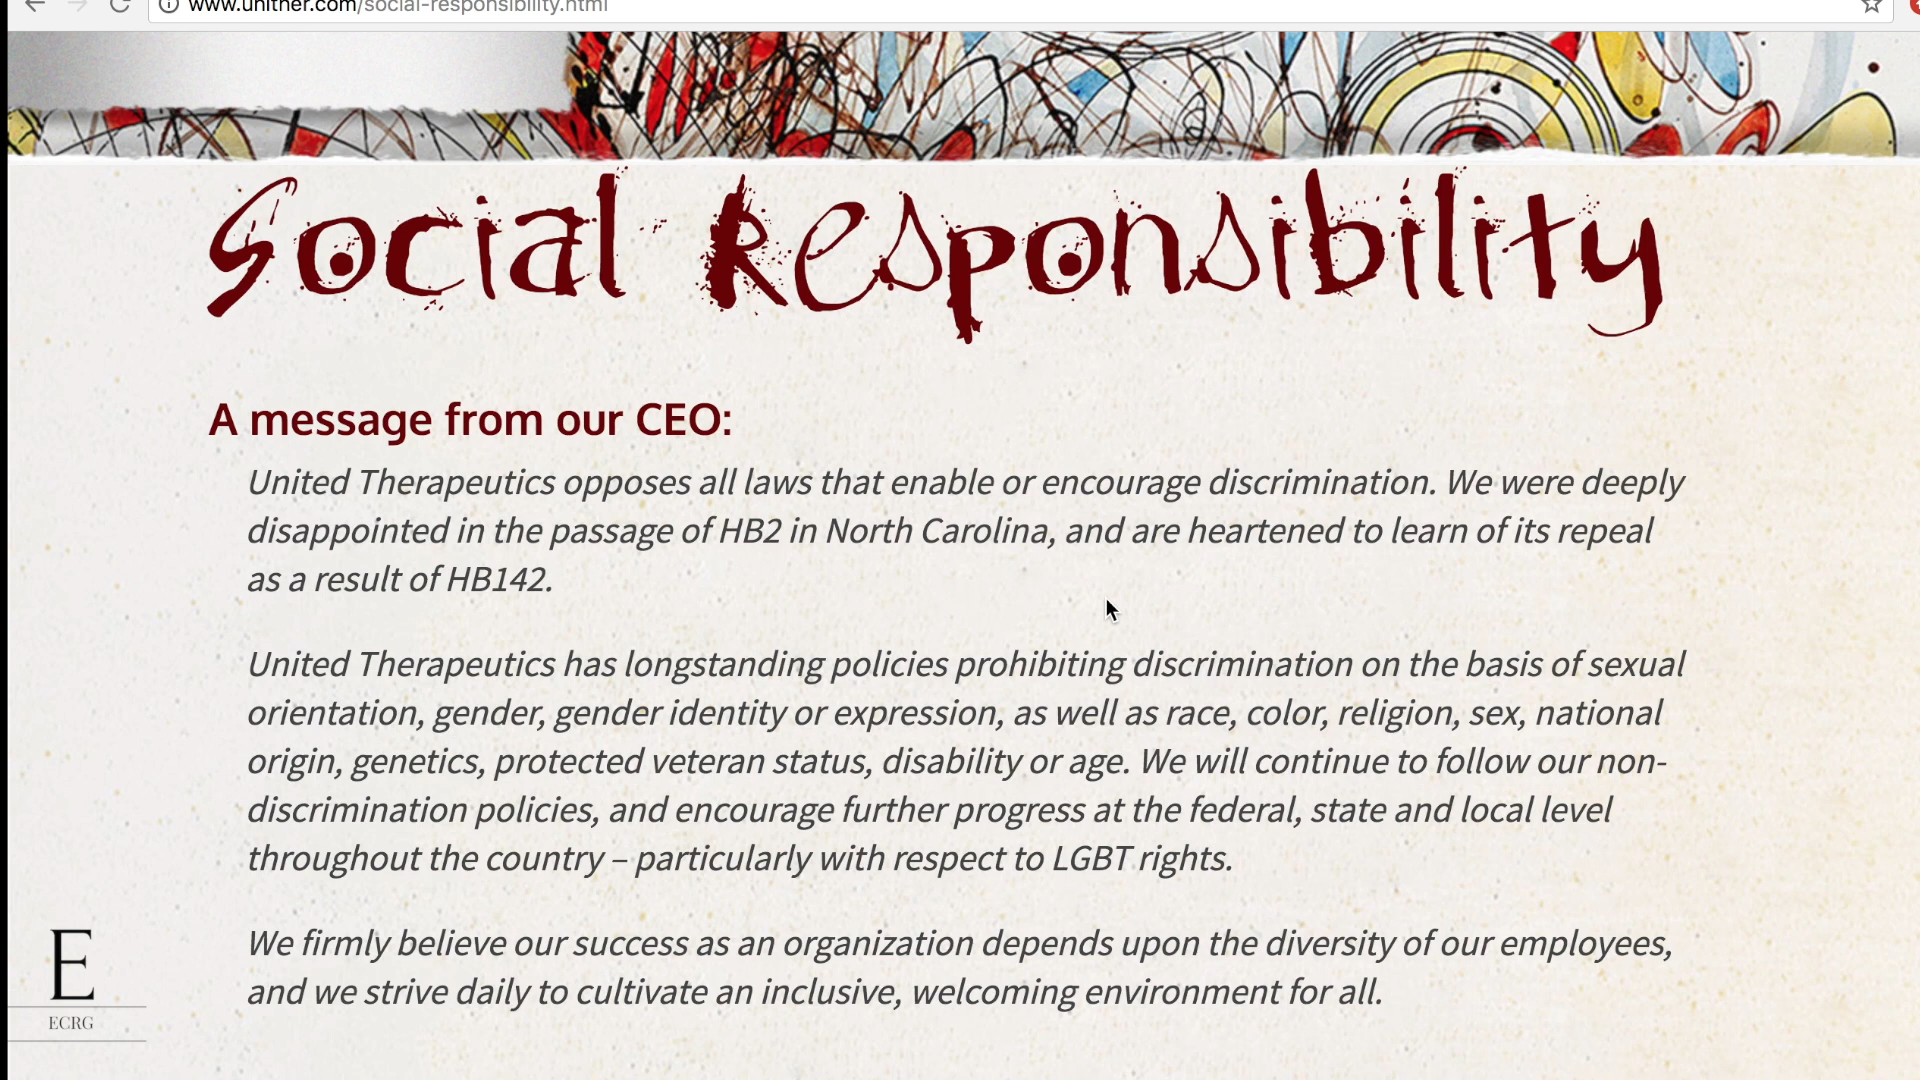 www.unither.com/social-responsibility.html
Social Responsibility
A message from our CEO:
United Therapeutics opposes all laws that enable or encourage discrimination. We were deeply
disappointed in the passage of HB2 in North Carolina, and are heartened to learn of its repeal
as a result of HB142.
United Therapeutics has longstanding policies prohibiting discrimination on the basis of sexual
orientation, gender, gender identity or expression, as well as race, color, religion, sex, national
origin, genetics, protected veteran status, disability or age. We will continue to follow our non-
discrimination policies, and encourage further progress at the federal, state and local level
throughout the country – particularly with respect to LGBT rights.
We firmly believe our success as an organization depends upon the diversity of our employees,
and we strive daily to cultivate an inclusive, welcoming environment for all.
E
ECRG